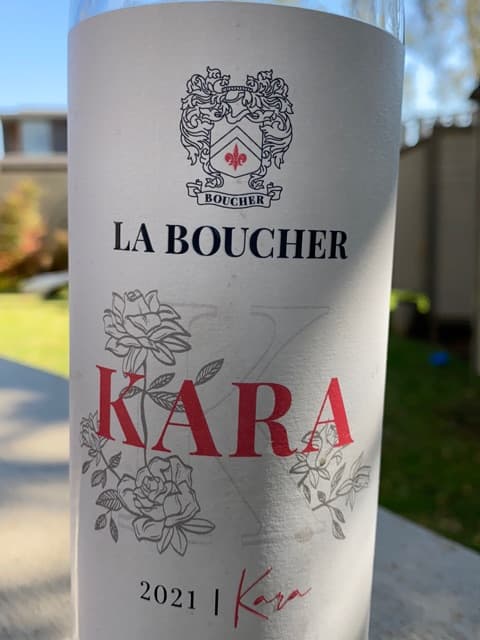 BOUCHER
LA BOUCHER
K
KARA
2021 | Kara